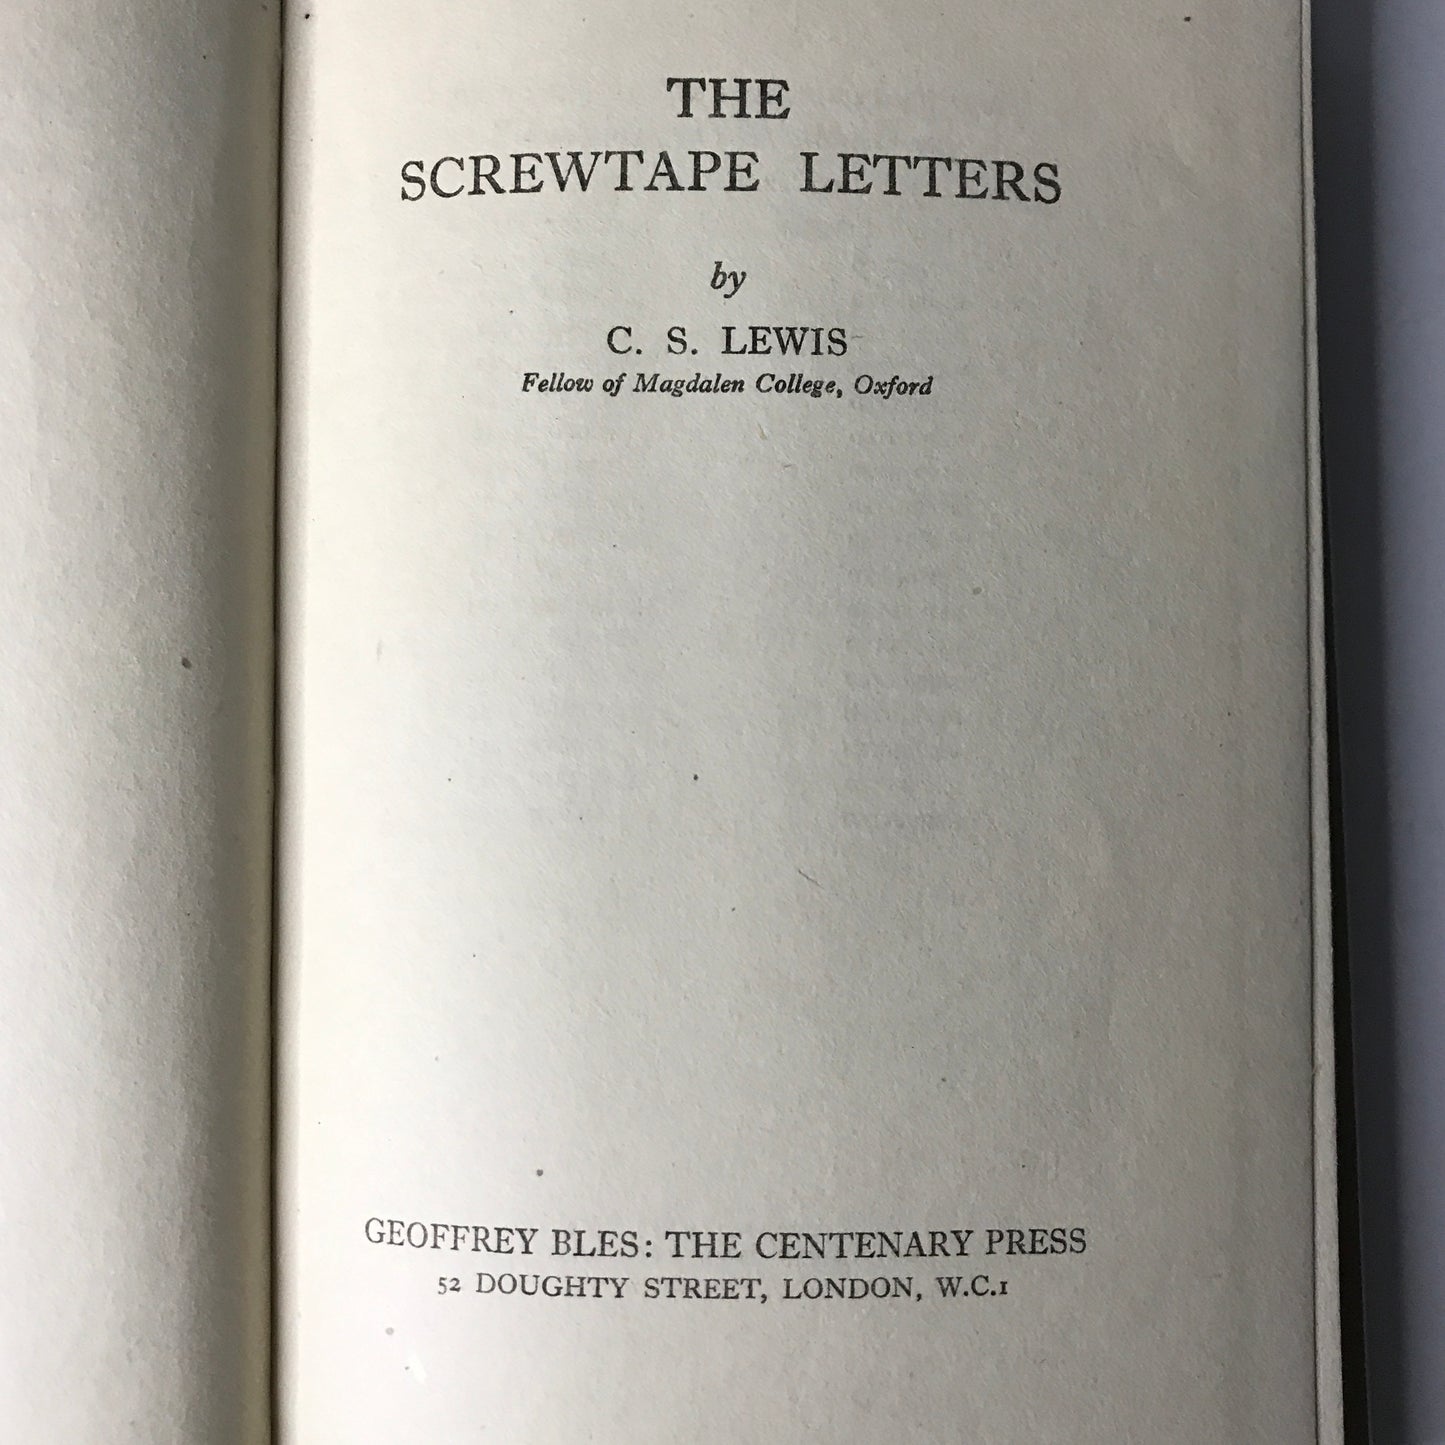 THE
SCREWTAPE LETTERS
by
C. S. LEWIS
Fellow of Magdalen College, Oxford
GEOFFREY BLES: THE CENTENARY PRESS
52 DOUGHTY STREET, LONDON, W.C.1